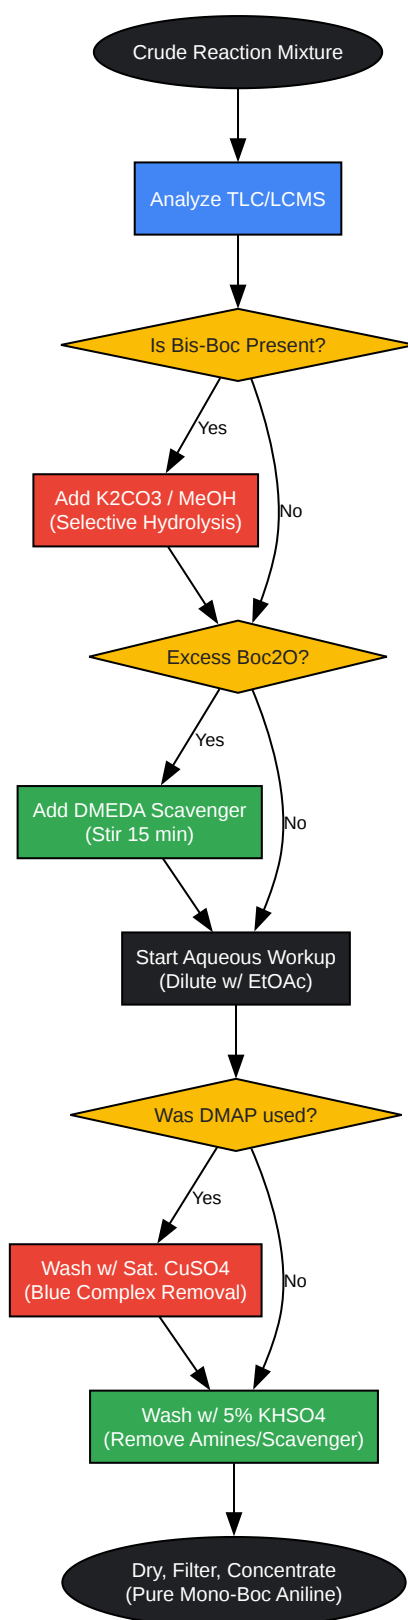 Crude Reaction Mixture
Analyze TLC/LCMS
Is Bis-Boc Present?
Yes
Add K2CO3 / MeOH
(Selective Hydrolysis)
No
Excess Boc2O?
Yes
Add DMEDA Scavenger
(Stir 15 min)
No
Start Aqueous Workup
(Dilute w/ EtOAc)
Was DMAP used?
Yes
Wash w/ Sat. CuSO4
(Blue Complex Removal)
No
Wash w/ 5% KHSO4
(Remove Amines/Scavenger)
Dry, Filter, Concentrate
(Pure Mono-Boc Aniline)